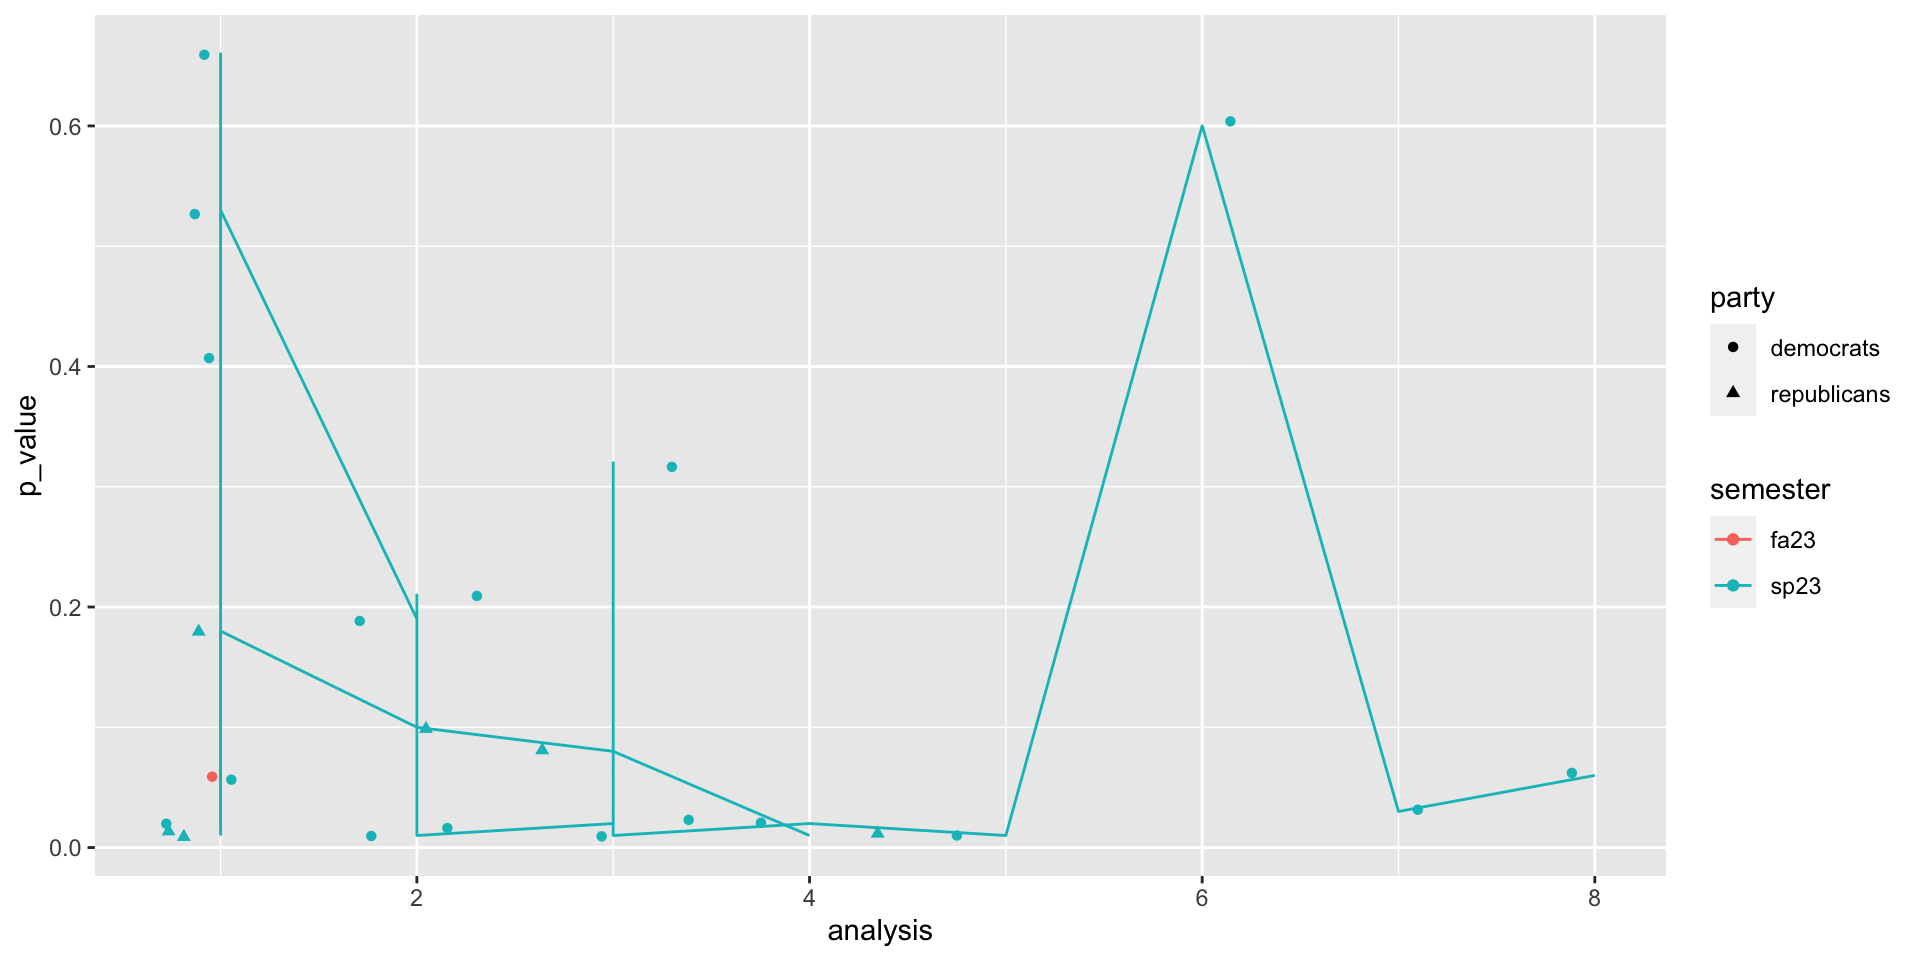 0.6
0.4
0.2
0.0
p_value
2
4
6
8
analysis
party
democrats
republicans
semester
fa23
sp23